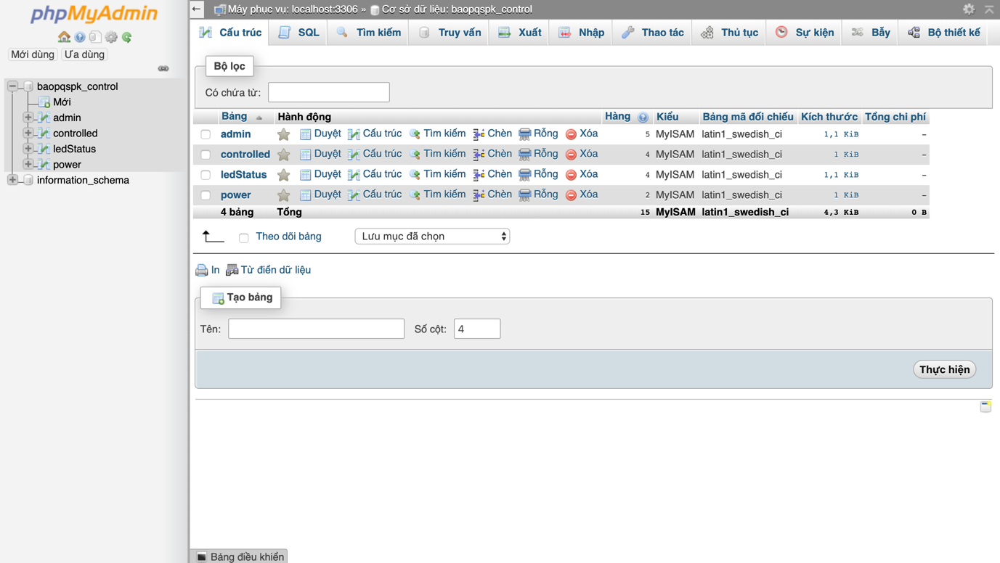 phpMyAdmin
Mới dùng Ưa dùng
baopqspk_control
Mới
admin
controlled
ledStatus
power
information_schema
← Máy phục vụ: localhost:3306 » Cơ sở dữ liệu: baopqspk_control
Cấu trúc SQL Tìm kiếm Truy vấn Xuất Nhập Thao tác Thủ tục Sự kiện Bẫy Bộ thiết kế
Bộ lọc
Có chứa từ:
Bảng Hành động Hàng Kiểu Bảng mã đối chiếu Kích thước Tổng chi phí
admin Duyệt Cấu trúc Tìm kiếm Chèn Rỗng Xóa 5 MyISAM latin1_swedish_ci 1,1 KiB –
controlled Duyệt Cấu trúc Tìm kiếm Chèn Rỗng Xóa 4 MyISAM latin1_swedish_ci 1 KiB –
ledStatus Duyệt Cấu trúc Tìm kiếm Chèn Rỗng Xóa 4 MyISAM latin1_swedish_ci 1,1 KiB –
power Duyệt Cấu trúc Tìm kiếm Chèn Rỗng Xóa 2 MyISAM latin1_swedish_ci 1 KiB –
4 bảng Tổng 15 MyISAM latin1_swedish_ci 4,3 KiB 0 B
Theo dõi bảng Lưu mục đã chọn
In Từ điển dữ liệu
Tạo bảng
Tên: Số cột: 4
Thực hiện
Bảng điều khiển